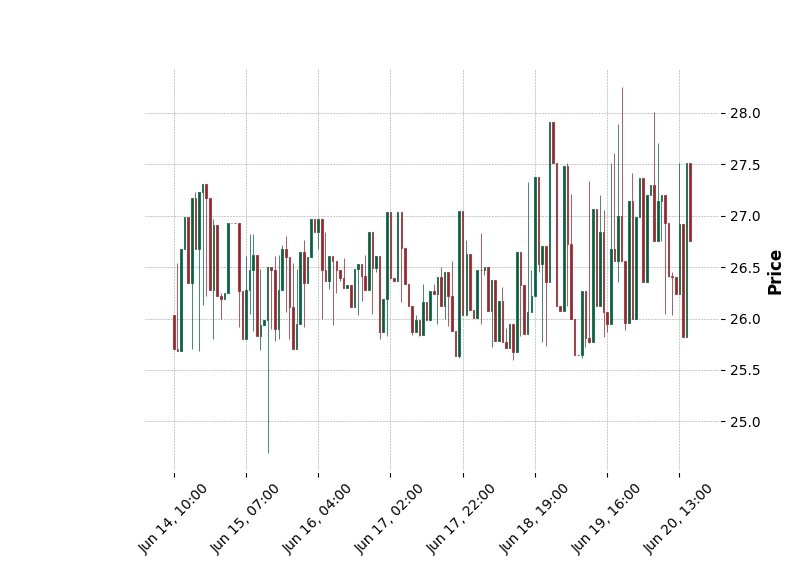 28.0
27.5
27.0
26.5
26.0
25.5
25.0
Price
Jun 14, 10:00
Jun 15, 07:00
Jun 16, 04:00
Jun 17, 02:00
Jun 17, 22:00
Jun 18, 19:00
Jun 19, 16:00
Jun 20, 13:00